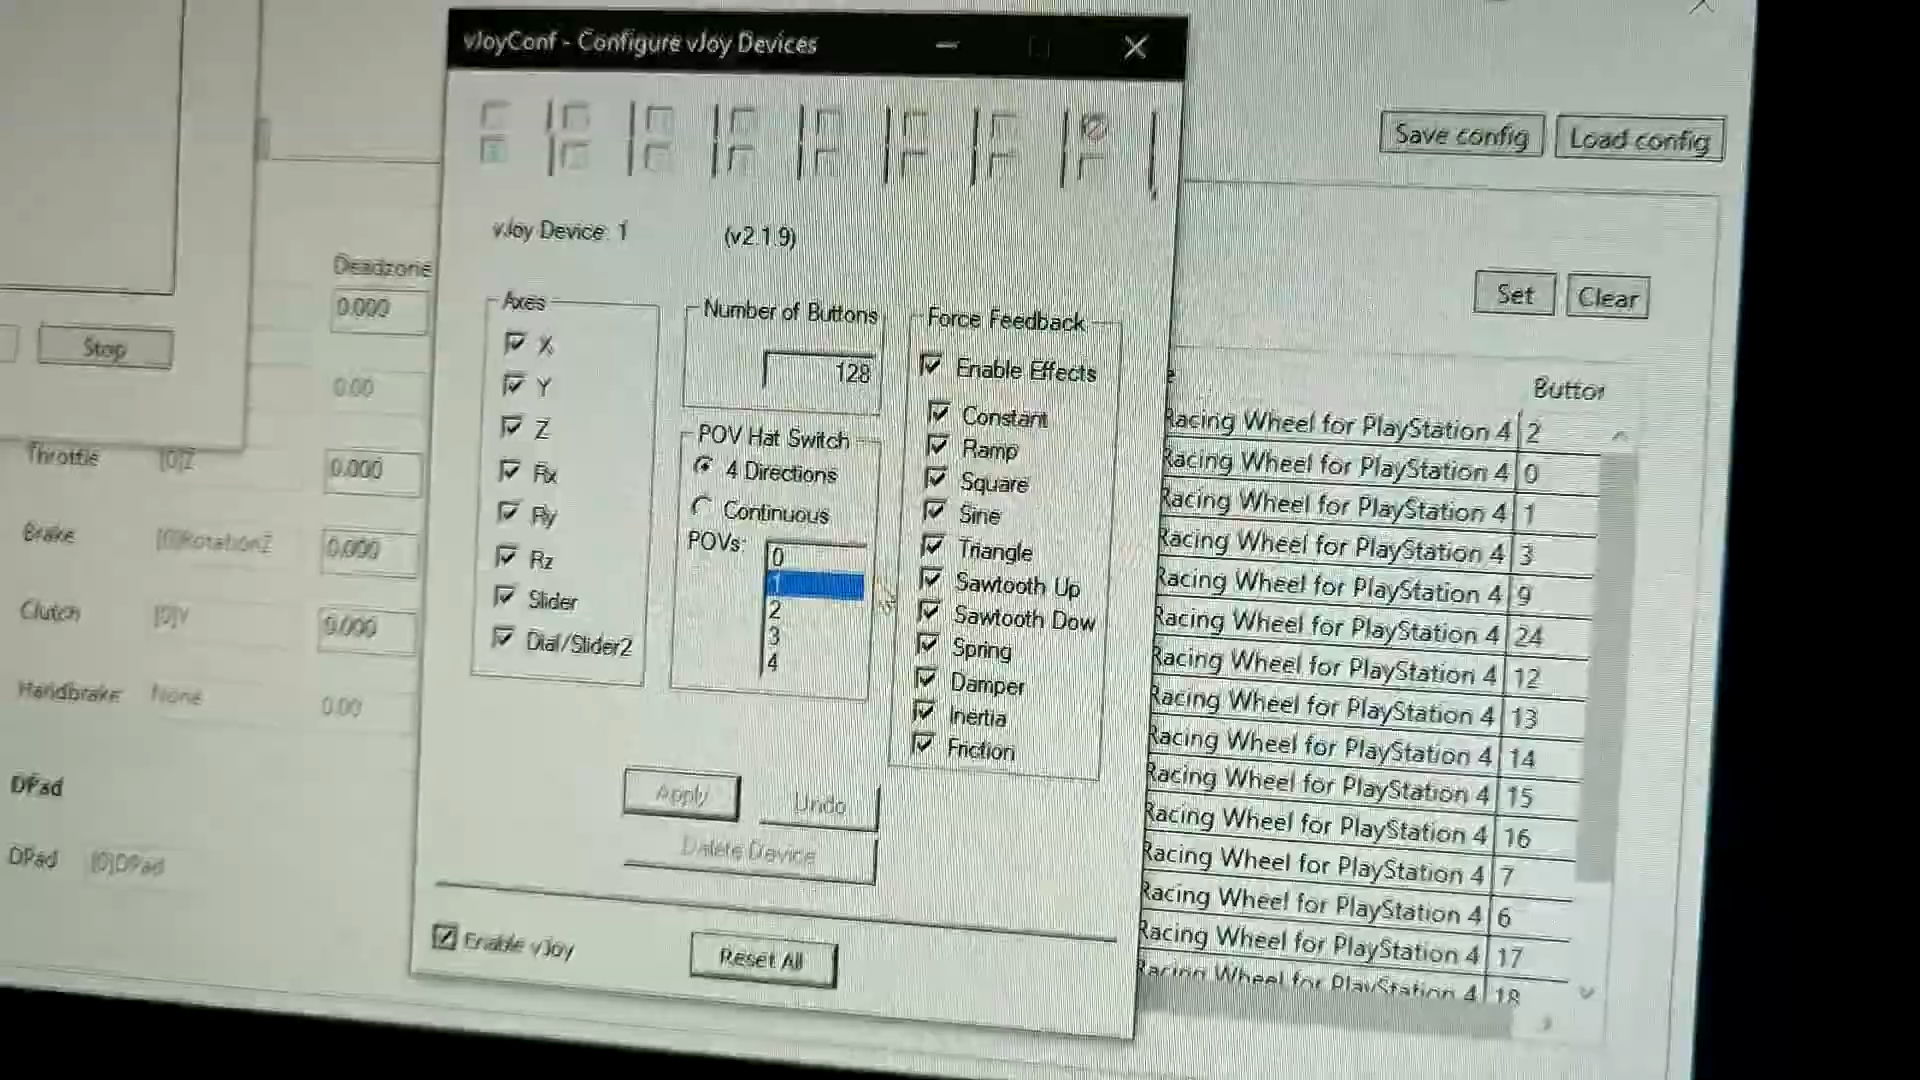 vJoyConf - Configure vJoy Devices
Save config
Load config
vJoy Device: 1
(v2.1.9)
Set
Clear
Stop
Deadzone
0.000
0.00
Throttle
[0]Z
0.000
Brake
[0]RotationZ
0.000
Clutch
[0]Y
0.000
Handbrake
None
0.00
DPad
DPad
[0]DPad
Axes
X
Y
Z
Rx
Ry
Rz
Slider
Dial/Slider2
Number of Buttons
128
POV Hat Switch
4 Directions
Continuous
POVs:
0
1
2
3
4
Force Feedback
Enable Effects
Constant
Ramp
Square
Sine
Triangle
Sawtooth Up
Sawtooth Dow
Spring
Damper
Inertia
Friction
Apply
Undo
Delete Device
Enable vJoy
Reset All
Button
Racing Wheel for PlayStation 4 2
Racing Wheel for PlayStation 4 0
Racing Wheel for PlayStation 4 1
Racing Wheel for PlayStation 4 3
Racing Wheel for PlayStation 4 9
Racing Wheel for PlayStation 4 24
Racing Wheel for PlayStation 4 12
Racing Wheel for PlayStation 4 13
Racing Wheel for PlayStation 4 14
Racing Wheel for PlayStation 4 15
Racing Wheel for PlayStation 4 16
Racing Wheel for PlayStation 4 7
Racing Wheel for PlayStation 4 6
Racing Wheel for PlayStation 4 17
Racing Wheel for PlayStation 4 18